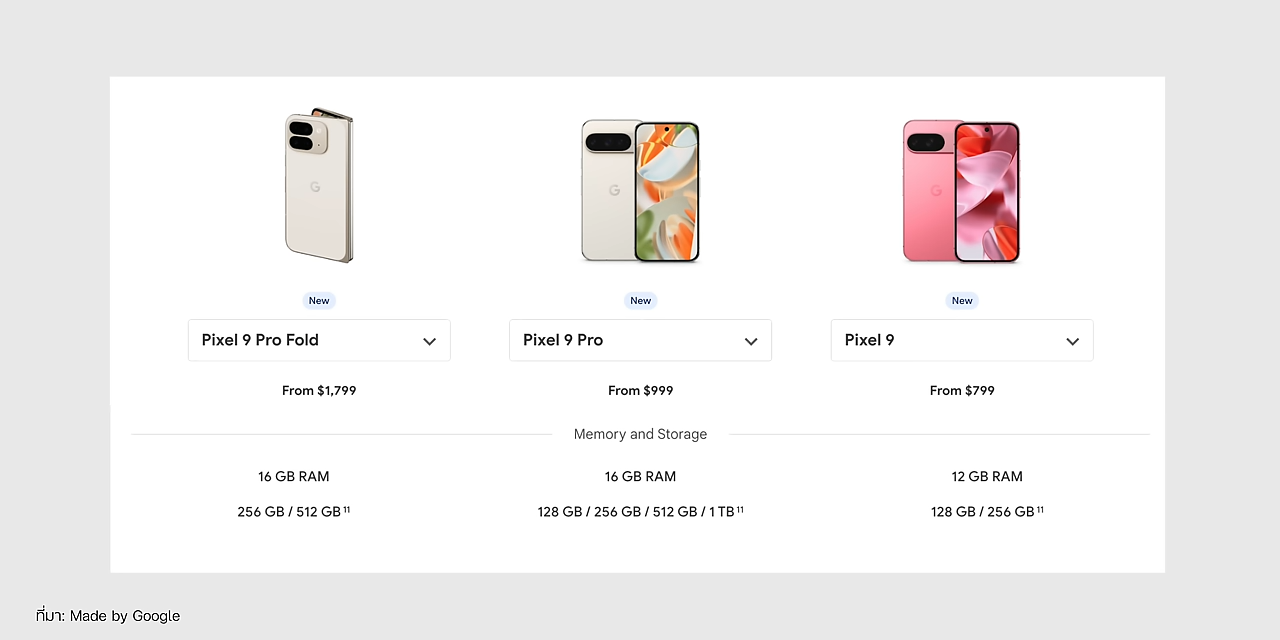 New
New
New
Pixel 9 Pro Fold
Pixel 9 Pro
Pixel 9
From $1,799
From $999
From $799
Memory and Storage
16 GB RAM
16 GB RAM
12 GB RAM
256 GB / 512 GB 11
128 GB / 256 GB / 512 GB / 1 TB 11
128 GB / 256 GB 11
ที่มา: Made by Google